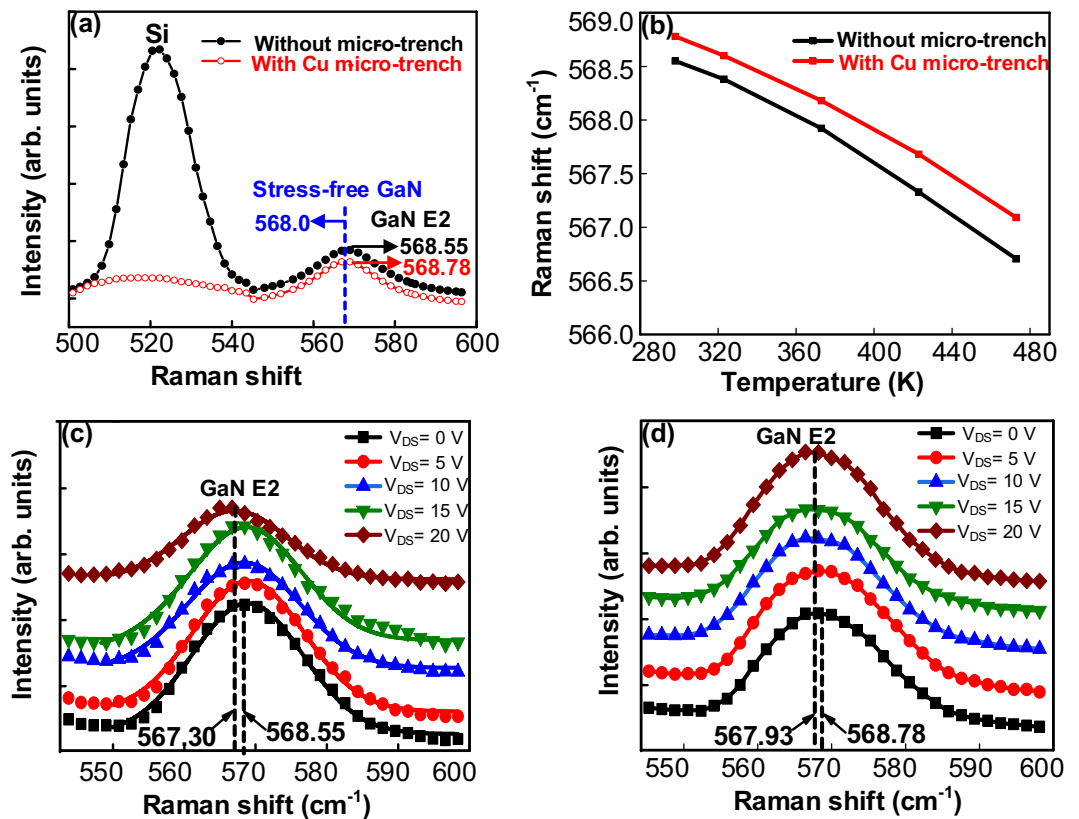 (a)
Si
Without micro-trench
With Cu micro-trench
Stress-free GaN
568.0
GaN E2
568.55
568.78
Intensity (arb. units)
500 520 540 560 580 600
Raman shift
(b)
Without micro-trench
With Cu micro-trench
Raman shift (cm⁻¹)
569.0
568.5
568.0
567.5
567.0
566.5
566.0
280 320 360 400 440 480
Temperature (K)
(c)
GaN E2
V_DS= 0 V
V_DS= 5 V
V_DS= 10 V
V_DS= 15 V
V_DS= 20 V
Intensity (arb. units)
567,30
568.55
550 560 570 580 590 600
Raman shift (cm⁻¹)
(d)
GaN E2
V_DS= 0 V
V_DS= 5 V
V_DS= 10 V
V_DS= 15 V
V_DS= 20 V
Intensity (arb. units)
567.93
568.78
550 560 570 580 590 600
Raman shift (cm⁻¹)